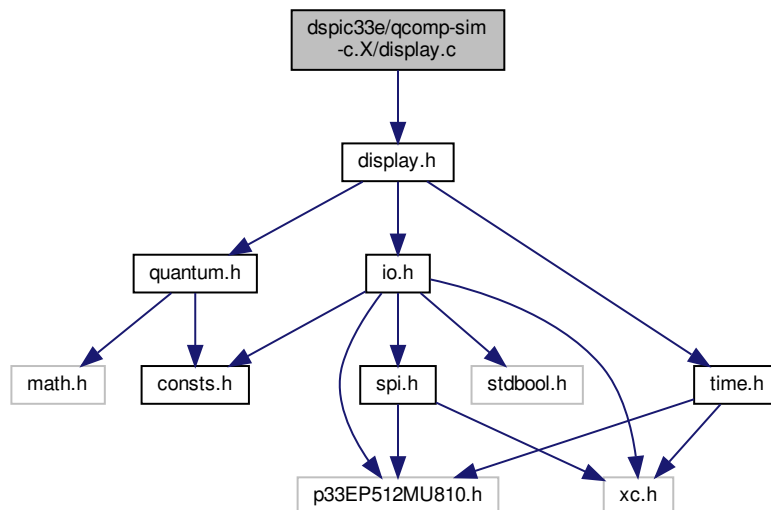 dspic33e/qcomp-sim
-c.X/display.c
display.h
quantum.h
io.h
math.h
consts.h
spi.h
stdbool.h
time.h
p33EP512MU810.h
xc.h